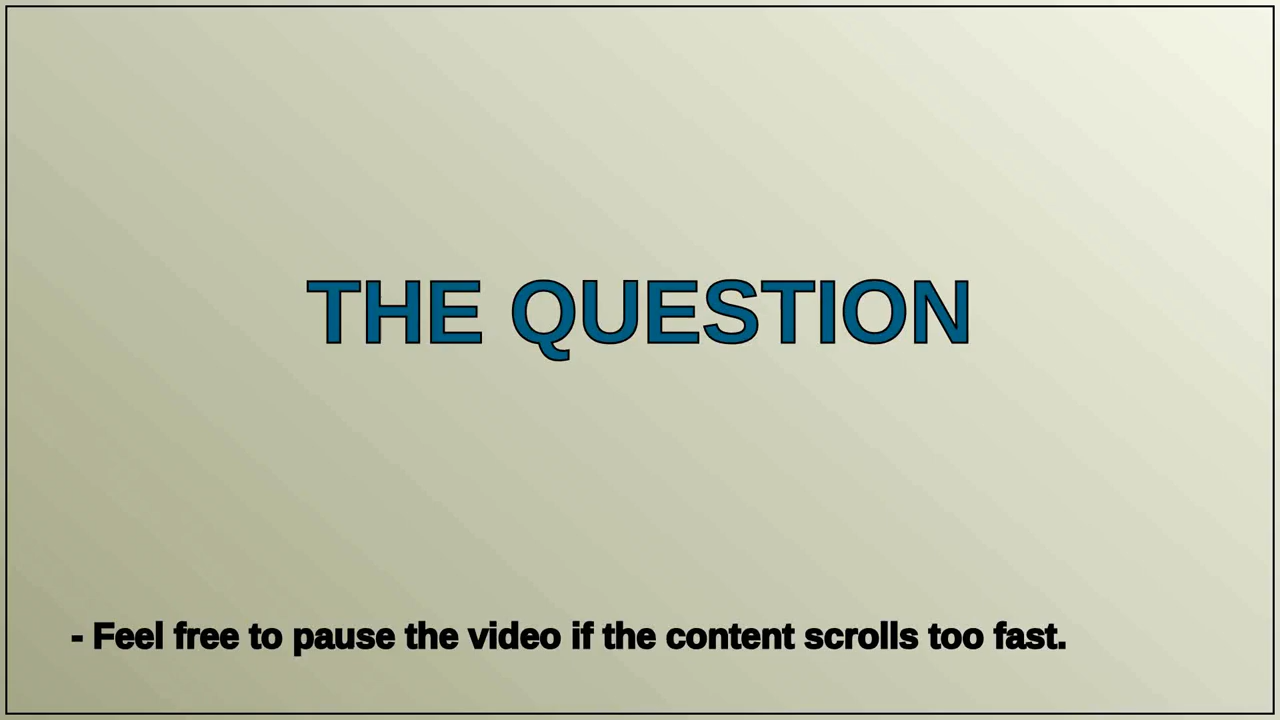 THE QUESTION
- Feel free to pause the video if the content scrolls too fast.